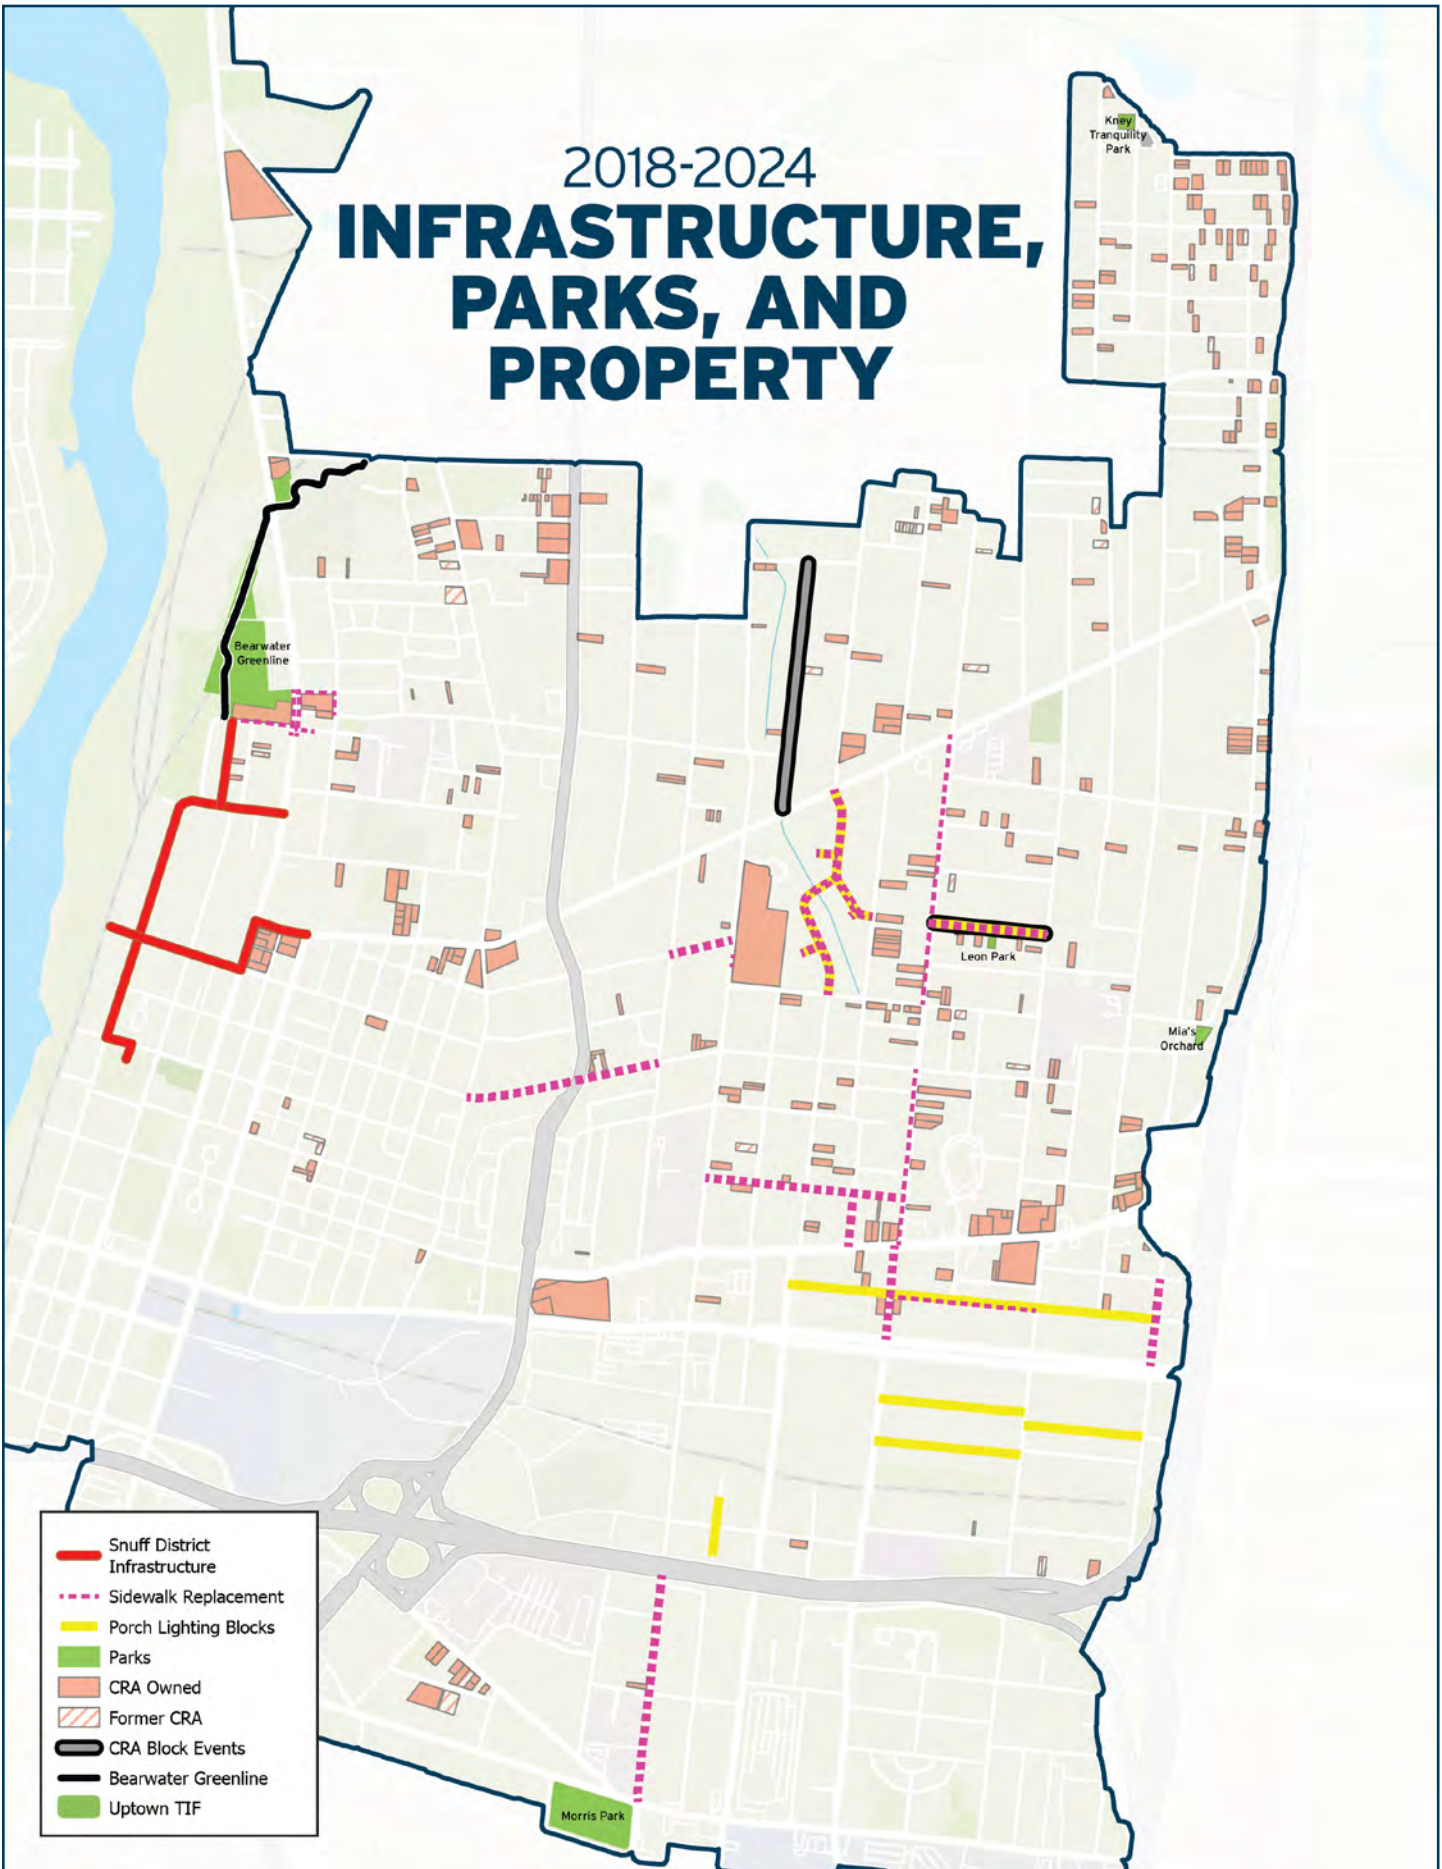 2018-2024
INFRASTRUCTURE,
PARKS, AND
PROPERTY
Kney
Tranquility
Park
Bearwater
Greenline
Leon Park
Mia's
Orchard
Morris Park
Snuff District
Infrastructure
Sidewalk Replacement
Porch Lighting Blocks
Parks
CRA Owned
Former CRA
CRA Block Events
Bearwater Greenline
Uptown TIF